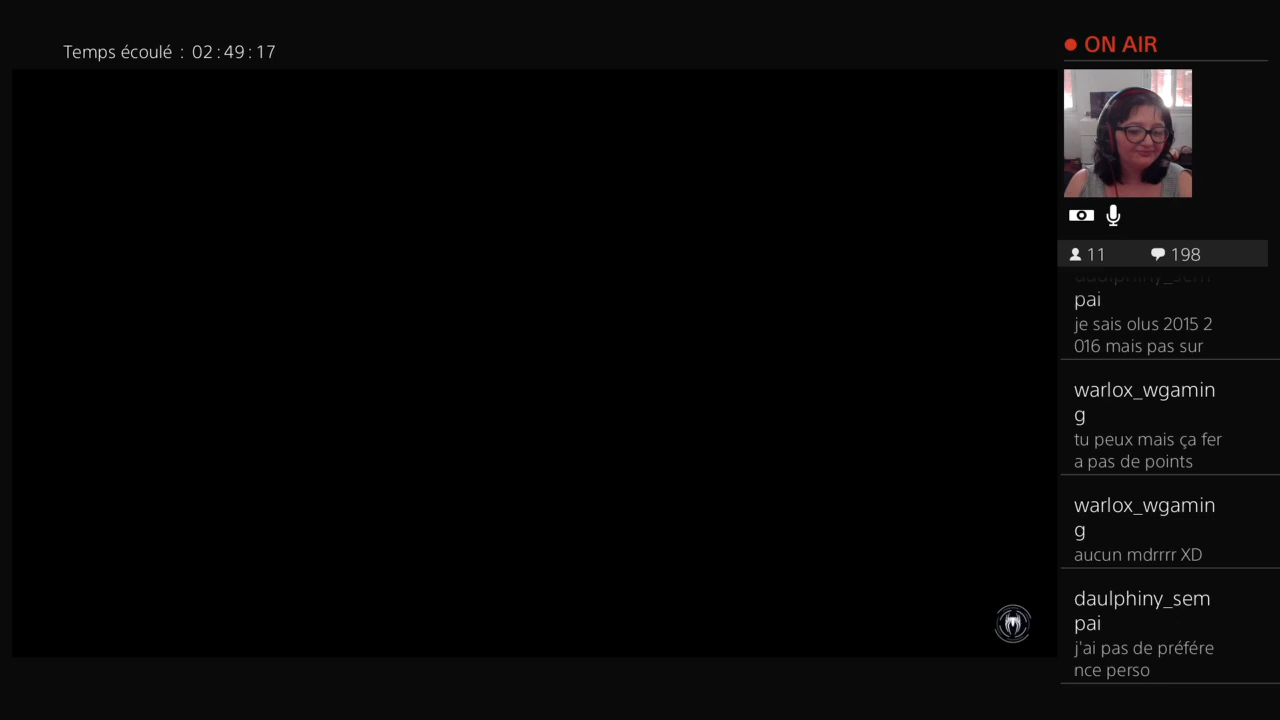 Temps écoulé : 02:49:17
ON AIR
11 198
daulphiny_sem
pai
je sais olus 2015 2
016 mais pas sur
warlox_wgamin
g
tu peux mais ça fer
a pas de points
warlox_wgamin
g
aucun mdrrrr XD
daulphiny_sem
pai
j'ai pas de préfére
nce perso